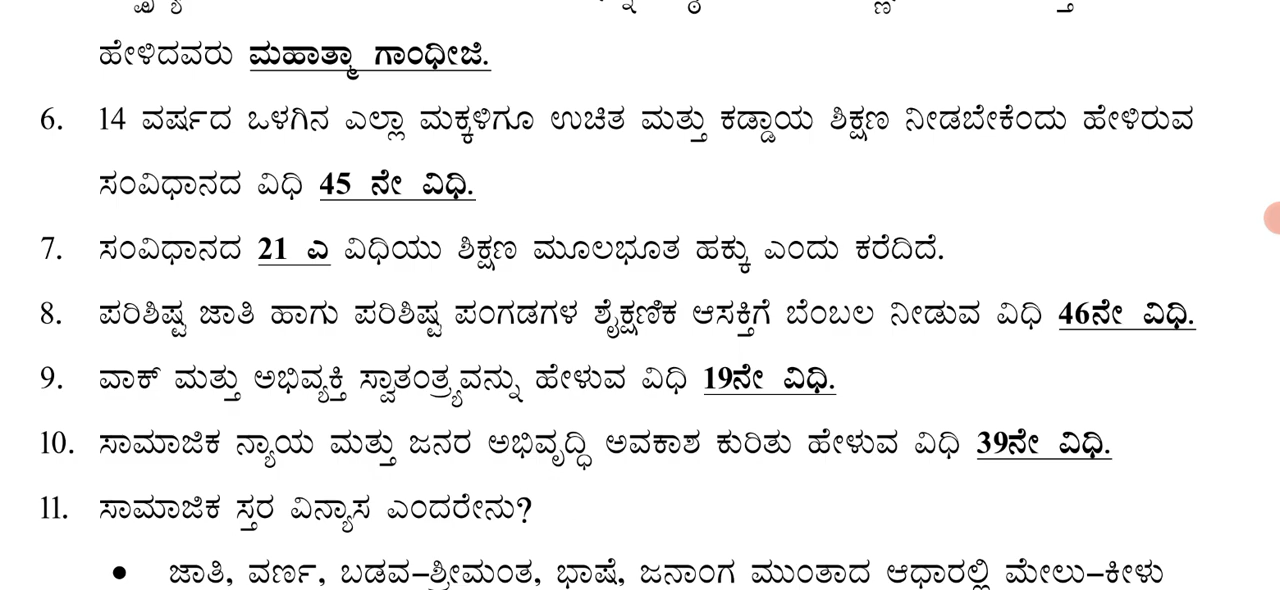 ಹೇಳಿದವರು ಮಹಾತ್ಮಾ ಗಾಂಧೀಜಿ.
6. 14 ವರ್ಷದ ಒಳಗಿನ ಎಲ್ಲಾ ಮಕ್ಕಳಿಗೂ ಉಚಿತ ಮತ್ತು ಕಡ್ಡಾಯ ಶಿಕ್ಷಣ ನೀಡಬೇಕೆಂದು ಹೇಳಿರುವ
ಸಂವಿಧಾನದ ವಿಧಿ 45 ನೇ ವಿಧಿ.
7. ಸಂವಿಧಾನದ 21 ಎ ವಿಧಿಯು ಶಿಕ್ಷಣ ಮೂಲಭೂತ ಹಕ್ಕು ಎಂದು ಕರೆದಿದೆ.
8. ಪರಿಶಿಷ್ಟ ಜಾತಿ ಹಾಗು ಪರಿಶಿಷ್ಟ ಪಂಗಡಗಳ ಶೈಕ್ಷಣಿಕ ಆಸಕ್ತಿಗೆ ಬೆಂಬಲ ನೀಡುವ ವಿಧಿ 46ನೇ ವಿಧಿ.
9. ವಾಕ್ ಮತ್ತು ಅಭಿವ್ಯಕ್ತಿ ಸ್ವಾತಂತ್ರ್ಯವನ್ನು ಹೇಳುವ ವಿಧಿ 19ನೇ ವಿಧಿ.
10. ಸಾಮಾಜಿಕ ನ್ಯಾಯ ಮತ್ತು ಜನರ ಅಭಿವೃದ್ಧಿ ಅವಕಾಶ ಕುರಿತು ಹೇಳುವ ವಿಧಿ 39ನೇ ವಿಧಿ.
11. ಸಾಮಾಜಿಕ ಸ್ತರ ವಿನ್ಯಾಸ ಎಂದರೇನು?
• ಜಾತಿ, ವರ್ಣ, ಬಡವ-ಶ್ರೀಮಂತ, ಭಾಷೆ, ಜನಾಂಗ ಮುಂತಾದ ಆಧಾರಲ್ಲಿ ಮೇಲು-ಕೀಳು